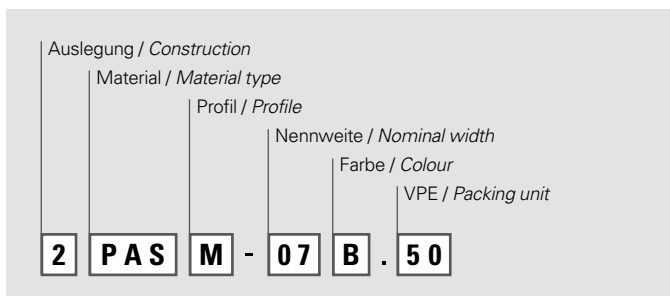 Auslegung / Construction
Material / Material type
Profil / Profile
Nennweite / Nominal width
Farbe / Colour
VPE / Packing unit
2 PAS M - 07 B . 50